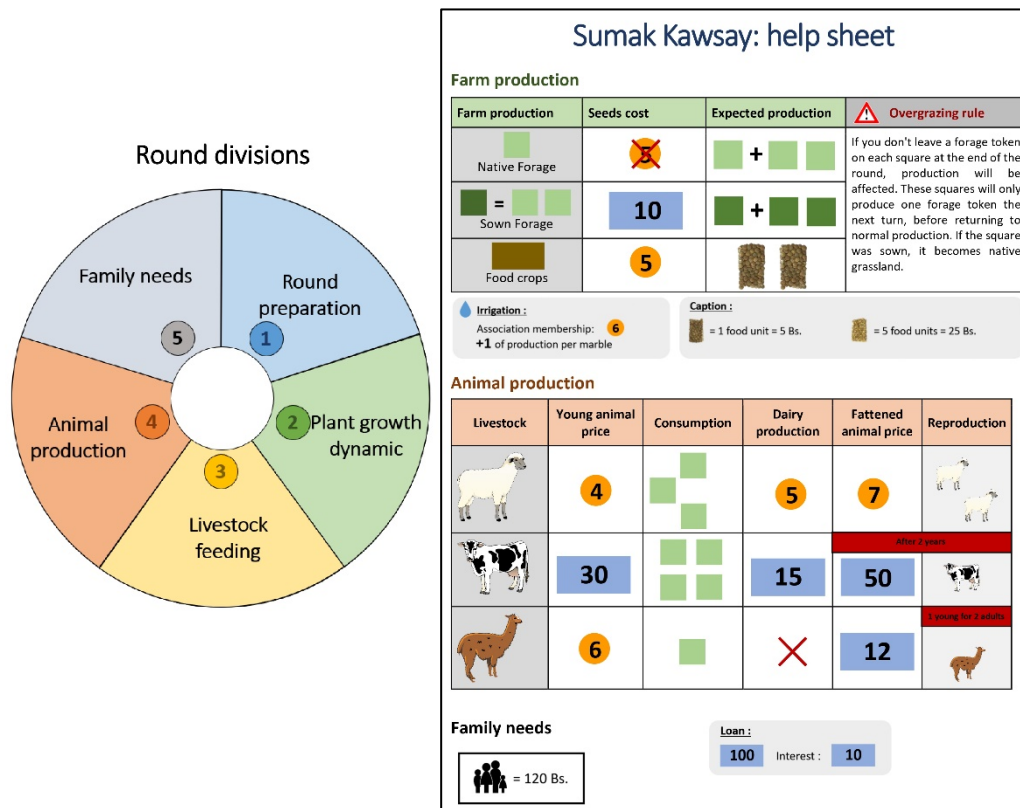 Round divisions
Family needs
5
Round
preparation
1
Plant growth
dynamic
2
Livestock
feeding
3
Animal
production
4
Sumak Kawsay: help sheet
Farm production
Farm production
Seeds cost
Expected production
Overgrazing rule
Native Forage
5
+
=
Sown Forage
10
+
Food crops
5
If you don't leave a forage token
on each square at the end of the
round, production will be
affected. These squares will only
produce one forage token the
next turn, before returning to
normal production. If the square
was sown, it becomes native
grassland.
Irrigation :
Association membership: 6
+1 of production per marble
Caption :
= 1 food unit = 5 Bs.
= 5 food units = 25 Bs.
Animal production
Livestock
Young animal
price
Consumption
Dairy
production
Fattened
animal price
Reproduction
4
5
7
After 2 years
30
15
50
1 young for 2 adults
6
12
Family needs
= 120 Bs.
Loan :
100 Interest : 10